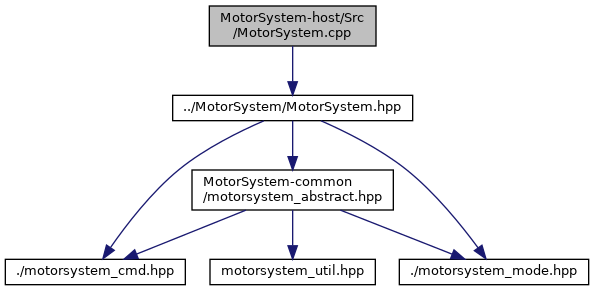 MotorSystem-host/Src
/MotorSystem.cpp
../MotorSystem/MotorSystem.hpp
MotorSystem-common
/motorsystem_abstract.hpp
./motorsystem_cmd.hpp
motorsystem_util.hpp
./motorsystem_mode.hpp